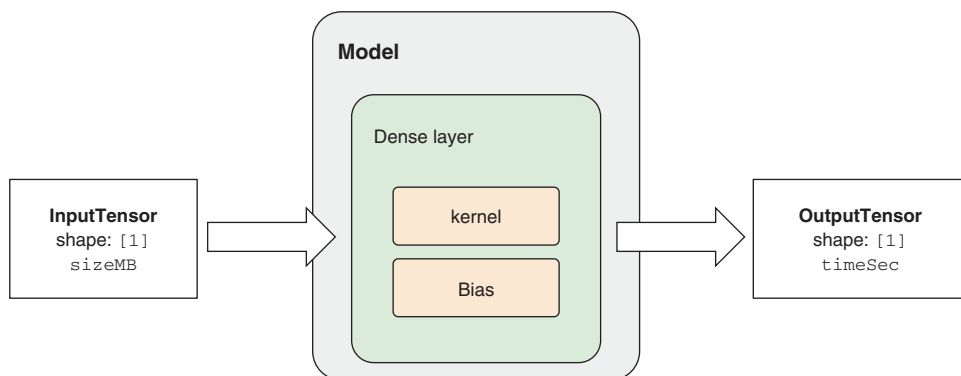 Model
Dense layer
InputTensor
shape: [1]
sizeMB
kernel
Bias
OutputTensor
shape: [1]
timeSec